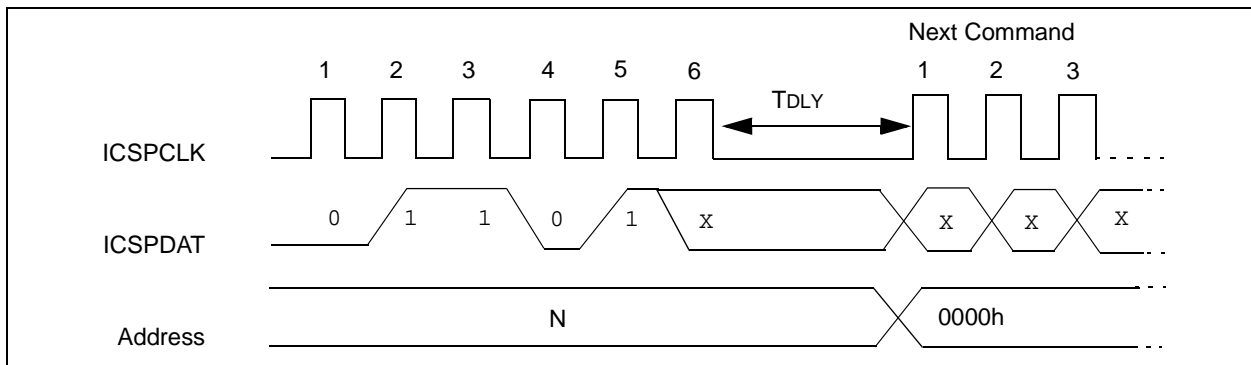 Next Command
1 2 3 4 5 6 1 2 3
TDLY
ICSPCLK
0 1 1 0 1 X X X X
ICSPDAT
N 0000h
Address